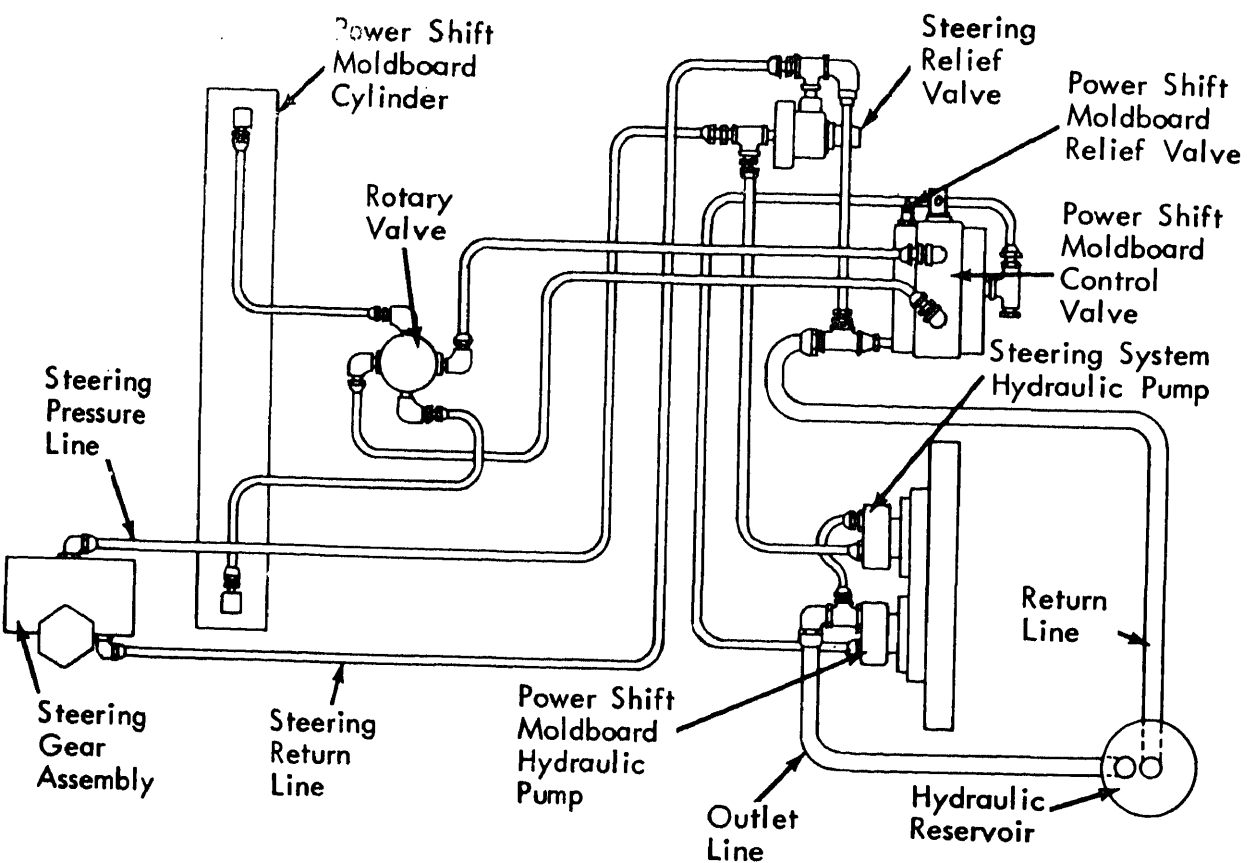 Power Shift
Moldboard
Cylinder
Steering
Relief
Valve
Power Shift
Moldboard
Relief Valve
Rotary
Valve
Power Shift
Moldboard
Control
Valve
Steering System
Hydraulic Pump
Steering
Pressure
Line
Return
Line
Steering
Gear
Assembly
Steering
Return
Line
Power Shift
Moldboard
Hydraulic
Pump
Outlet
Line
Hydraulic
Reservoir